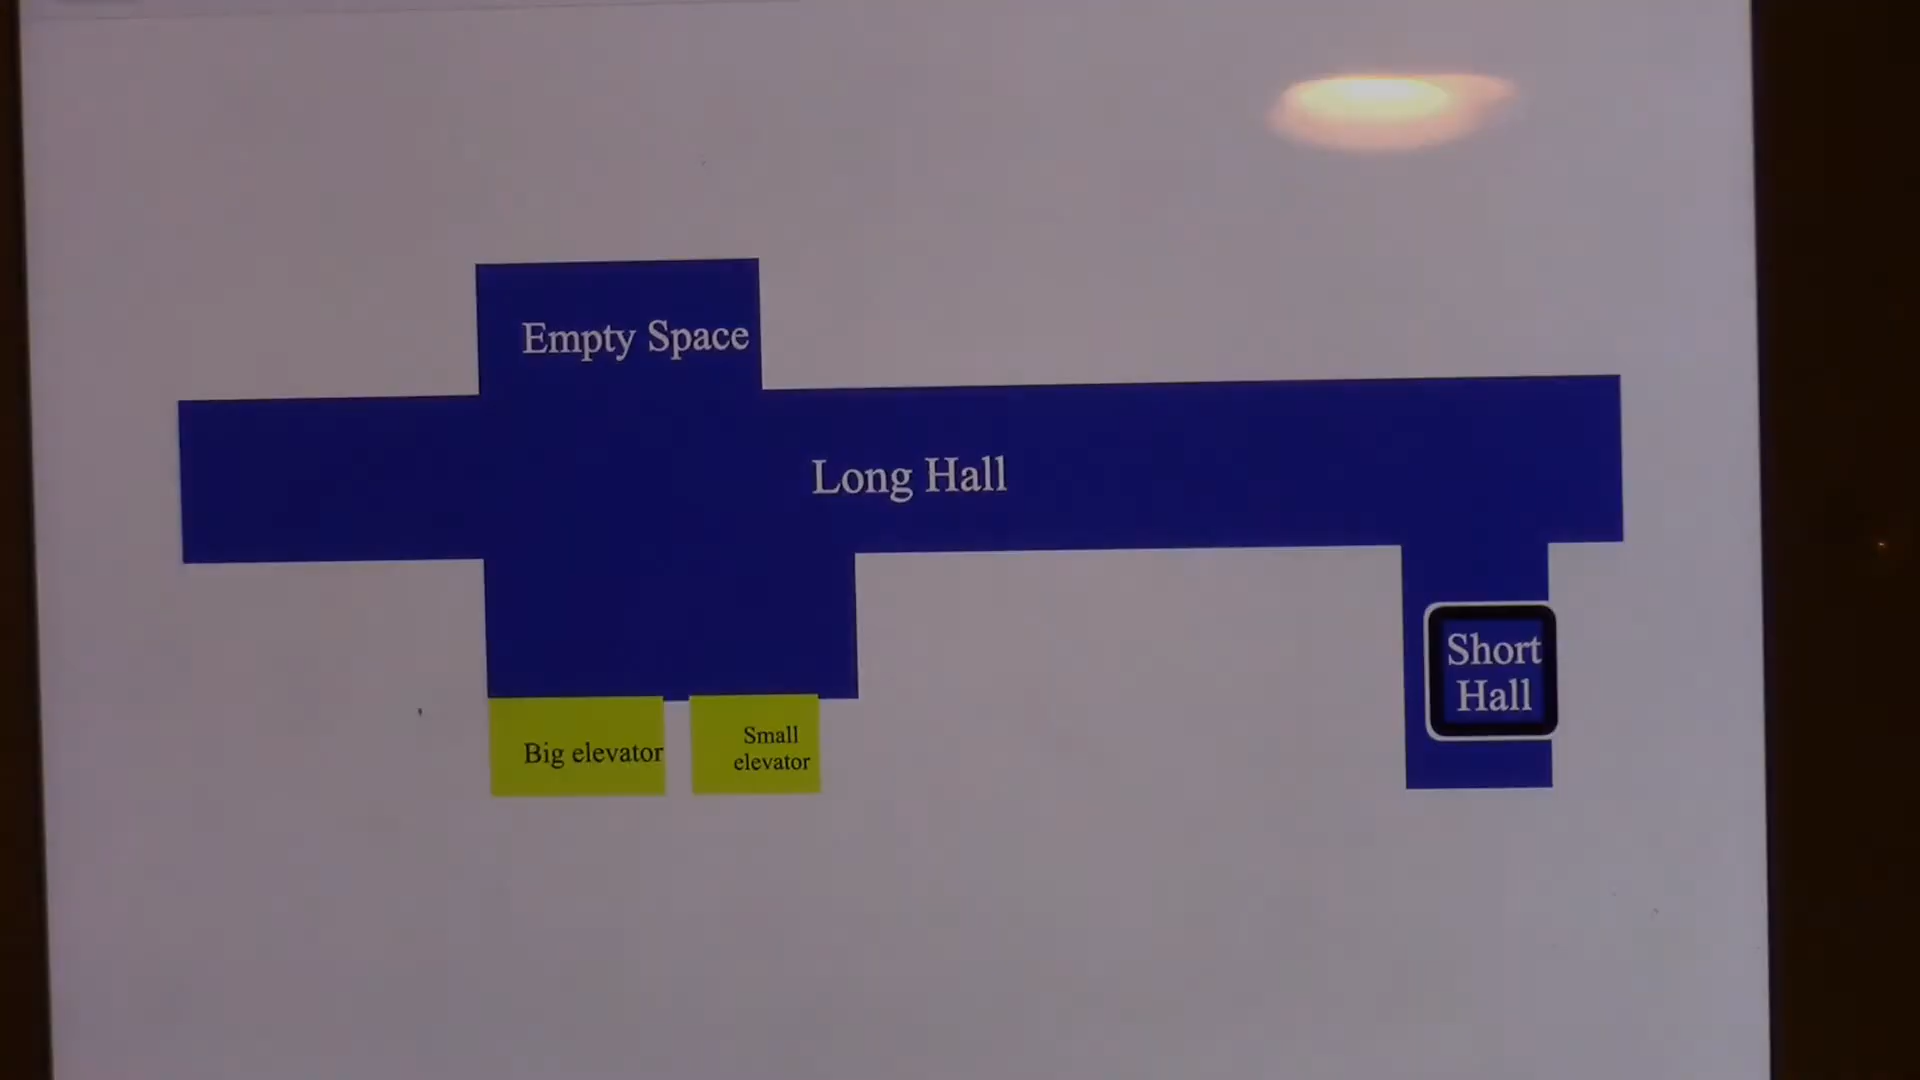 Empty Space
Long Hall
Short
Hall
Big elevator
Small
elevator